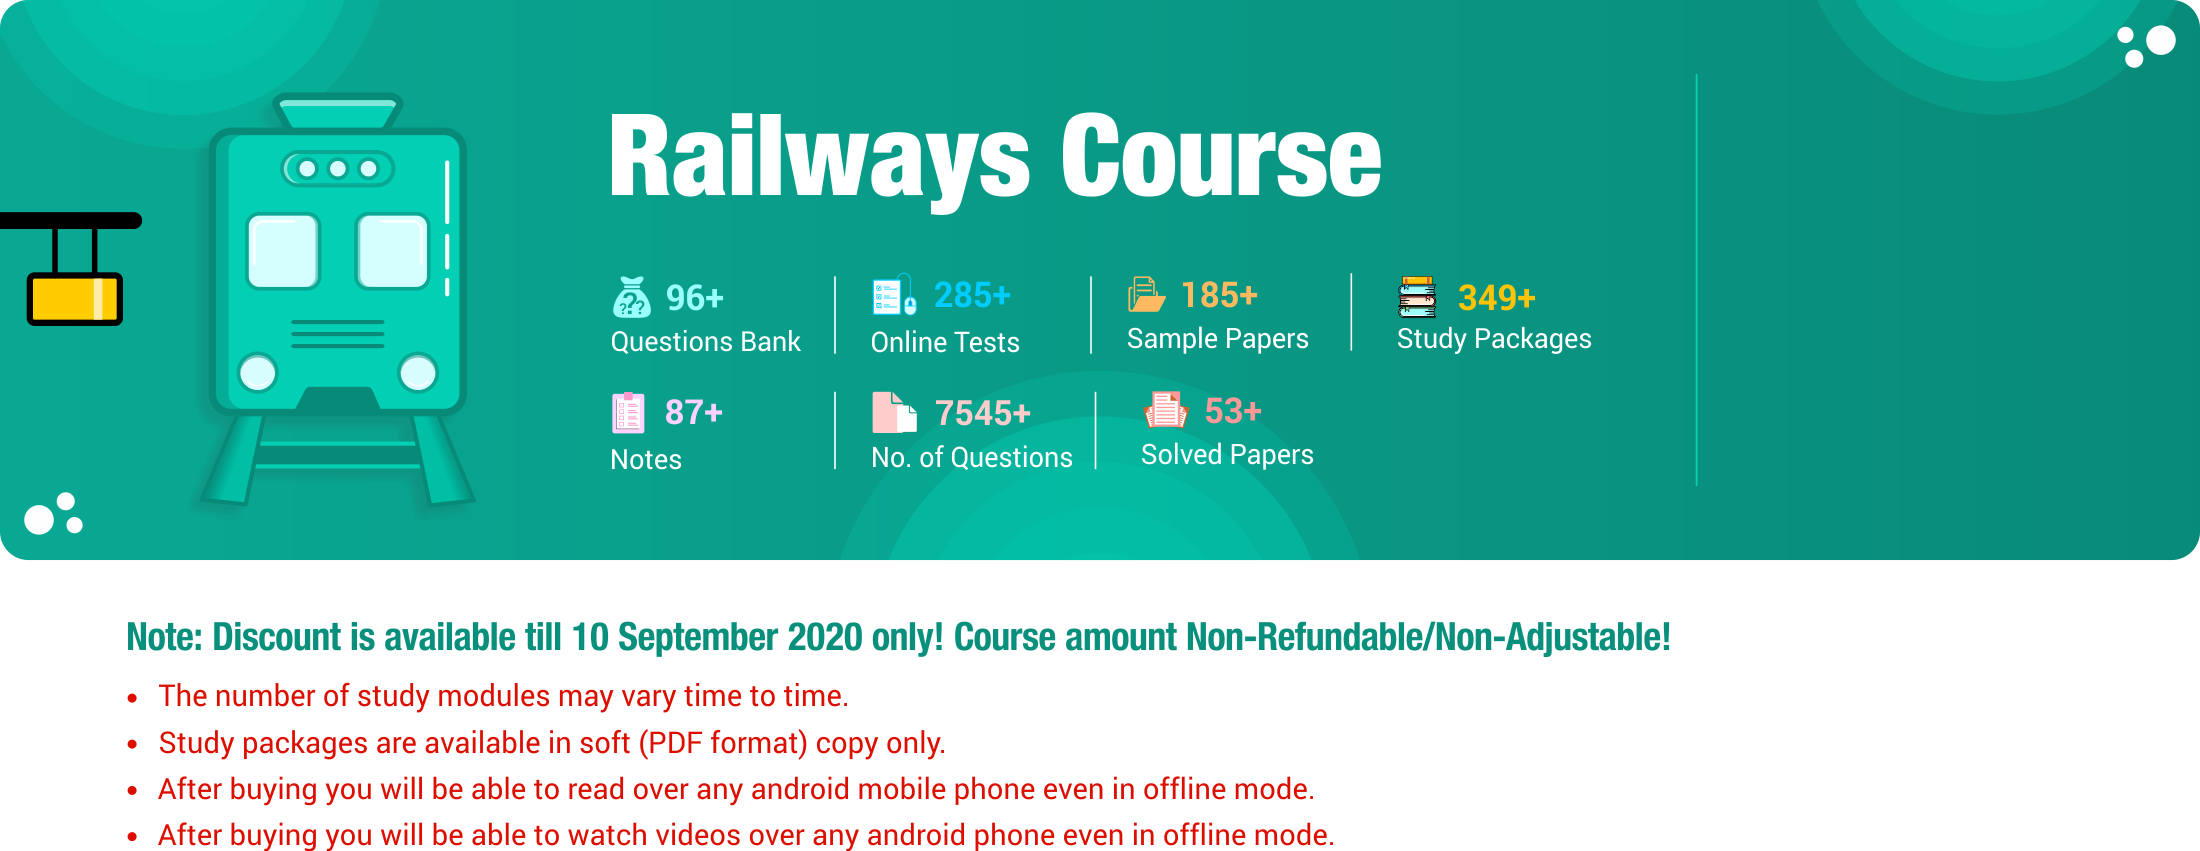 Railways Course
96+
Questions Bank
285+
Online Tests
185+
Sample Papers
349+
Study Packages
87+
Notes
7545+
No. of Questions
53+
Solved Papers
Note: Discount is available till 10 September 2020 only! Course amount Non-Refundable/Non-Adjustable!
• The number of study modules may vary time to time.
• Study packages are available in soft (PDF format) copy only.
• After buying you will be able to read over any android mobile phone even in offline mode.
• After buying you will be able to watch videos over any android phone even in offline mode.